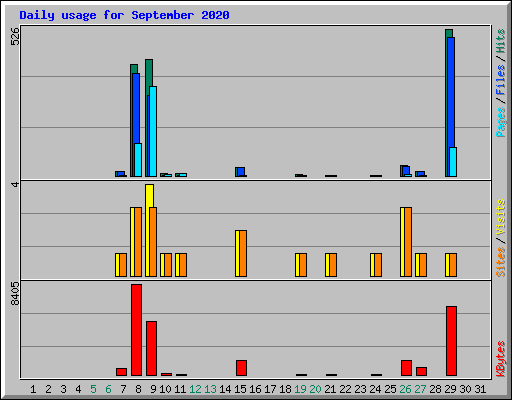 Daily usage for September 2020
526
Pages / Files / Hits
4
Sites / Visits
8405
KBytes
1 2 3 4 5 6 7 8 9 10 11 12 13 14 15 16 17 18 19 20 21 22 23 24 25 26 27 28 29 30 31